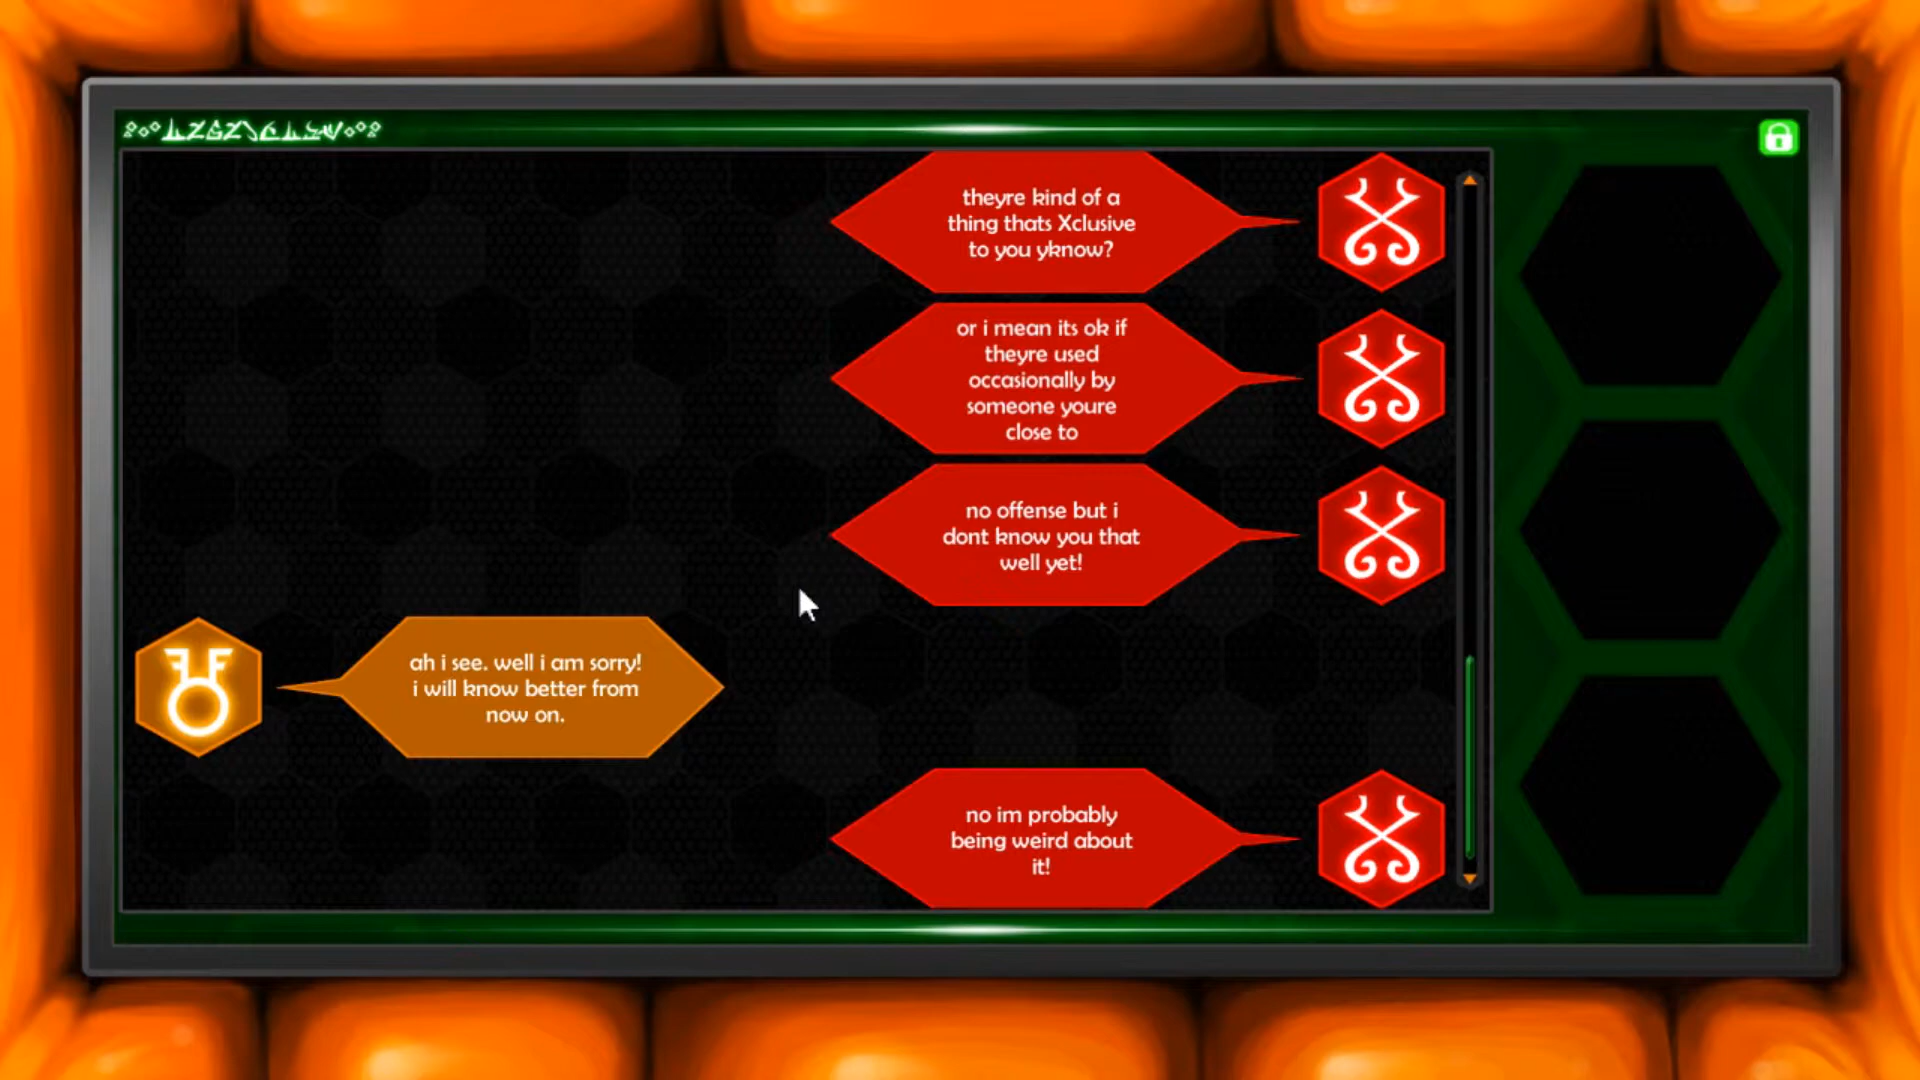 theyre kind of a
thing thats Xclusive
to you yknow?
or i mean its ok if
theyre used
occasionally by
someone youre
close to
no offense but i
dont know you that
well yet!
ah i see. well i am sorry!
i will know better from
now on.
no im probably
being weird about
it!